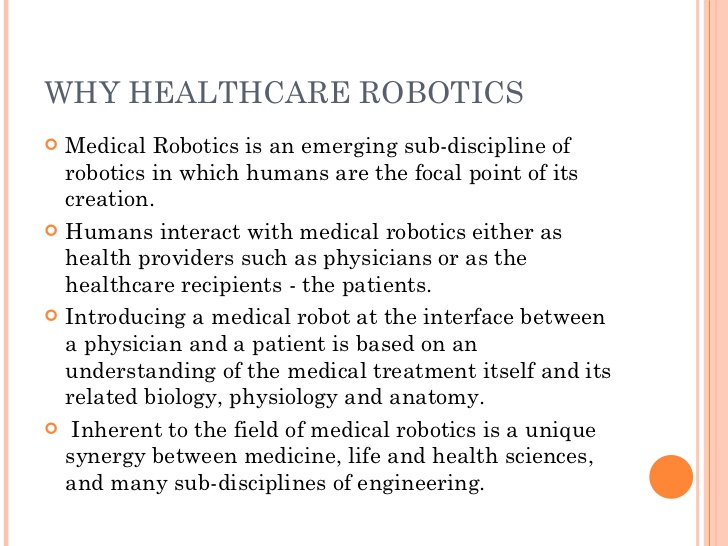 WHY HEALTHCARE ROBOTICS
Medical Robotics is an emerging sub-discipline of
robotics in which humans are the focal point of its
creation.
Humans interact with medical robotics either as
health providers such as physicians or as the
healthcare recipients - the patients.
Introducing a medical robot at the interface between
a physician and a patient is based on an
understanding of the medical treatment itself and its
related biology, physiology and anatomy.
Inherent to the field of medical robotics is a unique
synergy between medicine, life and health sciences,
and many sub-disciplines of engineering.